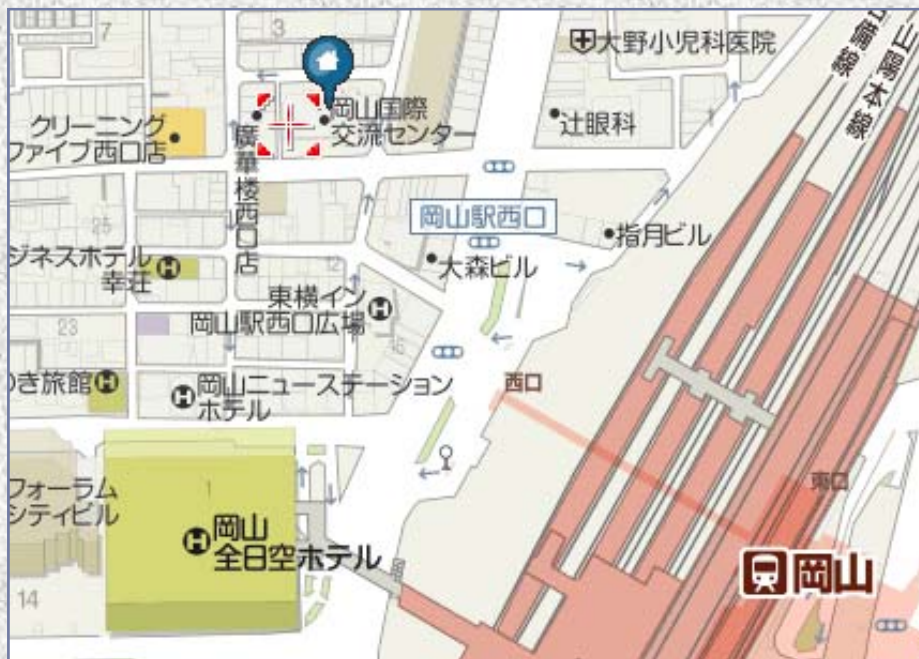 7
3
大野小児科医院
備線
山陽本線
クリーニング
ファイブ西口店
廣華楼西口店
岡山国際
交流センター
辻眼科
1
25
岡山駅西口
指月ビル
ジネスホテル
幸荘
12
大森ビル
東横イン
岡山駅西口広場
23
16
き旅館
岡山ニューステーション
ホテル
西口
東口
フォーラム
シティビル
1
岡山
全日空ホテル
岡山
14